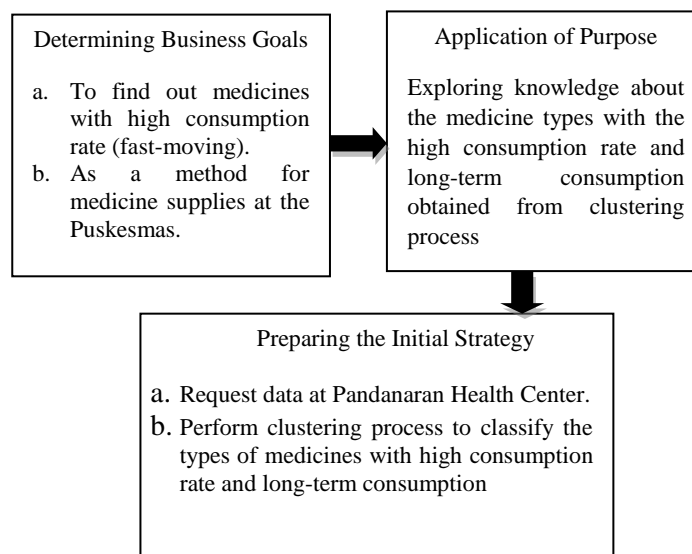 Determining Business Goals
a. To find out medicines
with high consumption
rate (fast-moving).
b. As a method for
medicine supplies at the
Puskesmas.
Application of Purpose
Exploring knowledge about
the medicine types with the
high consumption rate and
long-term consumption
obtained from clustering
process
Preparing the Initial Strategy
a. Request data at Pandanaran Health Center.
b. Perform clustering process to classify the
types of medicines with high consumption
rate and long-term consumption